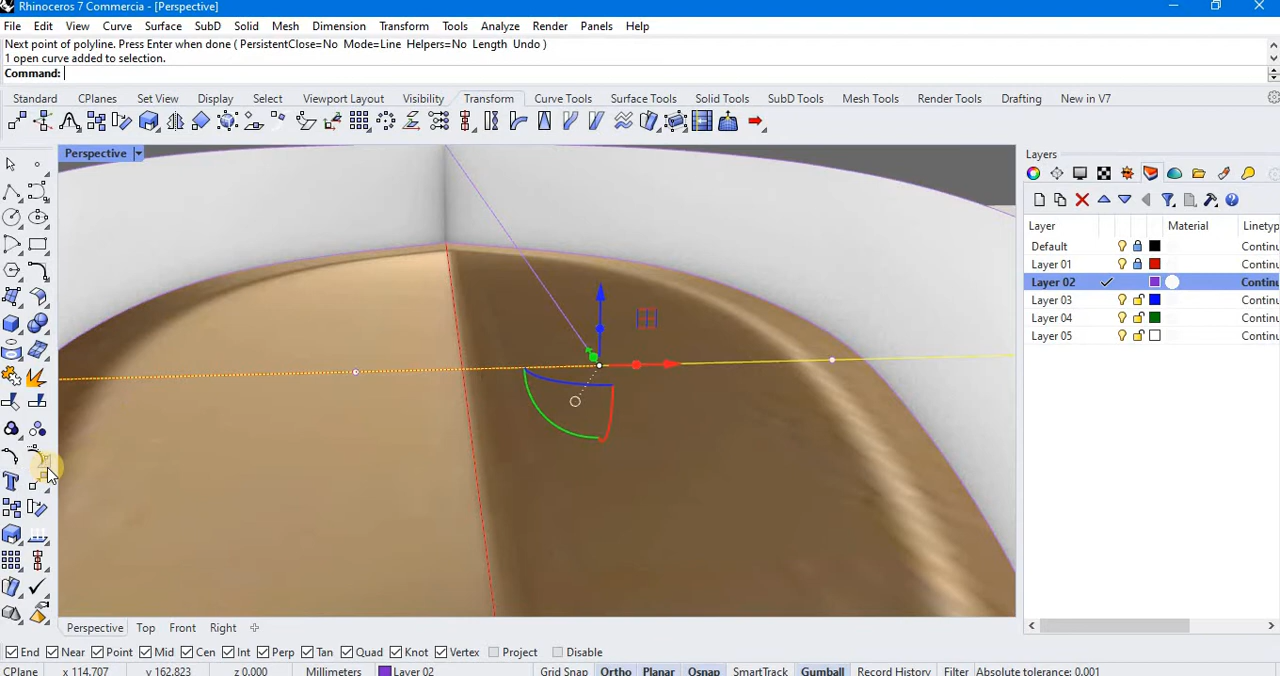 Rhinoceros 7 Commercia - [Perspective]
File Edit View Curve Surface SubD Solid Mesh Dimension Transform Tools Analyze Render Panels Help
Next point of polyline. Press Enter when done ( PersistentClose=No Mode=Line Helpers=No Length Undo )
1 open curve added to selection.
Command:
Standard CPlanes Set View Display Select Viewport Layout Visibility Transform Curve Tools Surface Tools Solid Tools SubD Tools Mesh Tools Render Tools Drafting New in V7
Perspective
Layers
Layer Material Linetyp
Default Continu
Layer 01 Continu
Layer 02 Continu
Layer 03 Continu
Layer 04 Continu
Layer 05 Continu
Perspective Top Front Right
End Near Point Mid Cen Int Perp Tan Quad Knot Vertex Project Disable
CPlane x 114.707 y 162.823 z 0.000 Millimeters Layer 02 Grid Snap Ortho Planar Osnap SmartTrack Gumball Record History Filter Absolute tolerance: 0.001